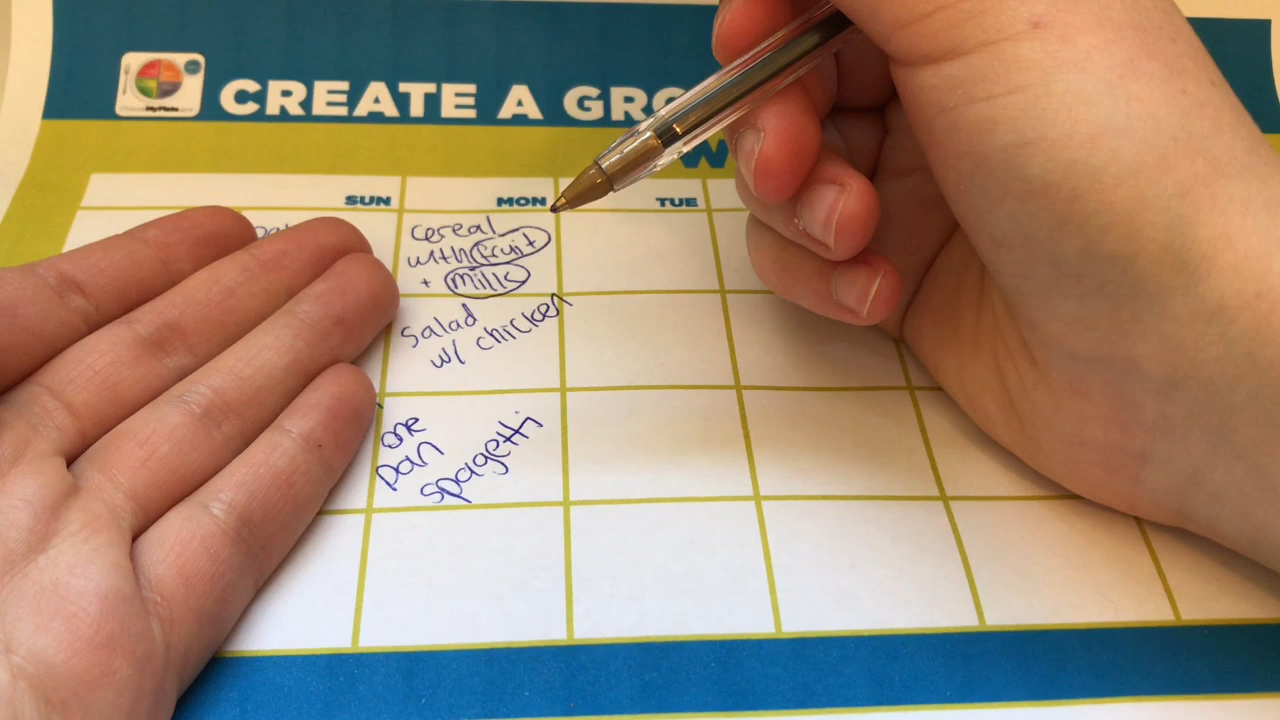 CREATE A GRO
W
SUN MON TUE
cereal
with fruit
+ milk
salad
w/ chicken
one
pan
spagetti